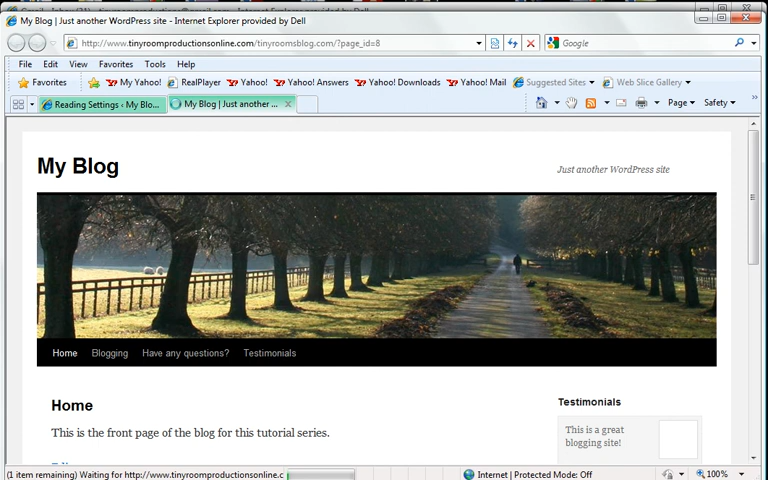 My Blog | Just another WordPress site - Internet Explorer provided by Dell
http://www.tinyroomproductionsonline.com/tinyroomsblog.com/?page_id=8
Google
File Edit View Favorites Tools Help
Favorites My Yahoo! RealPlayer Yahoo! Yahoo! Answers Yahoo! Downloads Yahoo! Mail Suggested Sites Web Slice Gallery
Reading Settings ‹ My Blo... My Blog | Just another ... Page Safety
My Blog
Just another WordPress site
Home Blogging Have any questions? Testimonials
Home
Testimonials
This is the front page of the blog for this tutorial series.
This is a great
blogging site!
(1 item remaining) Waiting for http://www.tinyroomproductionsonline.c Internet | Protected Mode: Off 100%